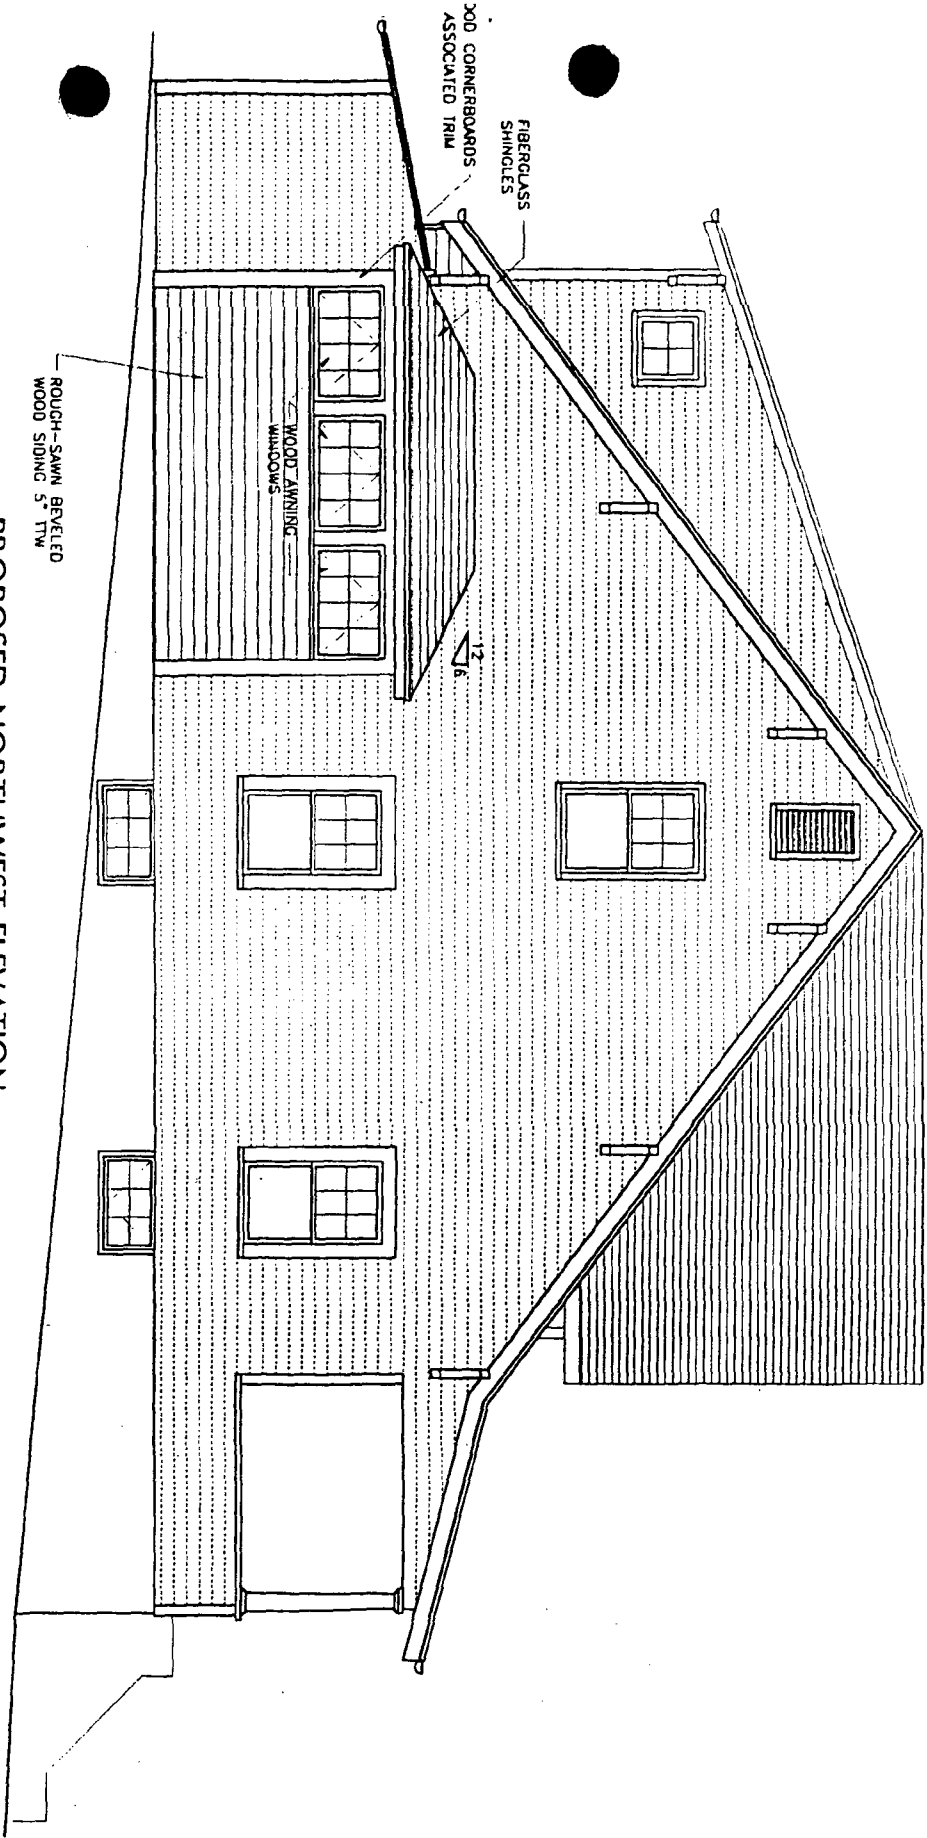 OOD CORNERBOARDS
ASSOCIATED TRIM
FIBERGLASS
SHINGLES
12
6
WOOD AWNING
WINDOWS
ROUGH-SAWN BEVELED
WOOD SIDING 5" TTW
PROPOSED NORTHWEST ELEVATION